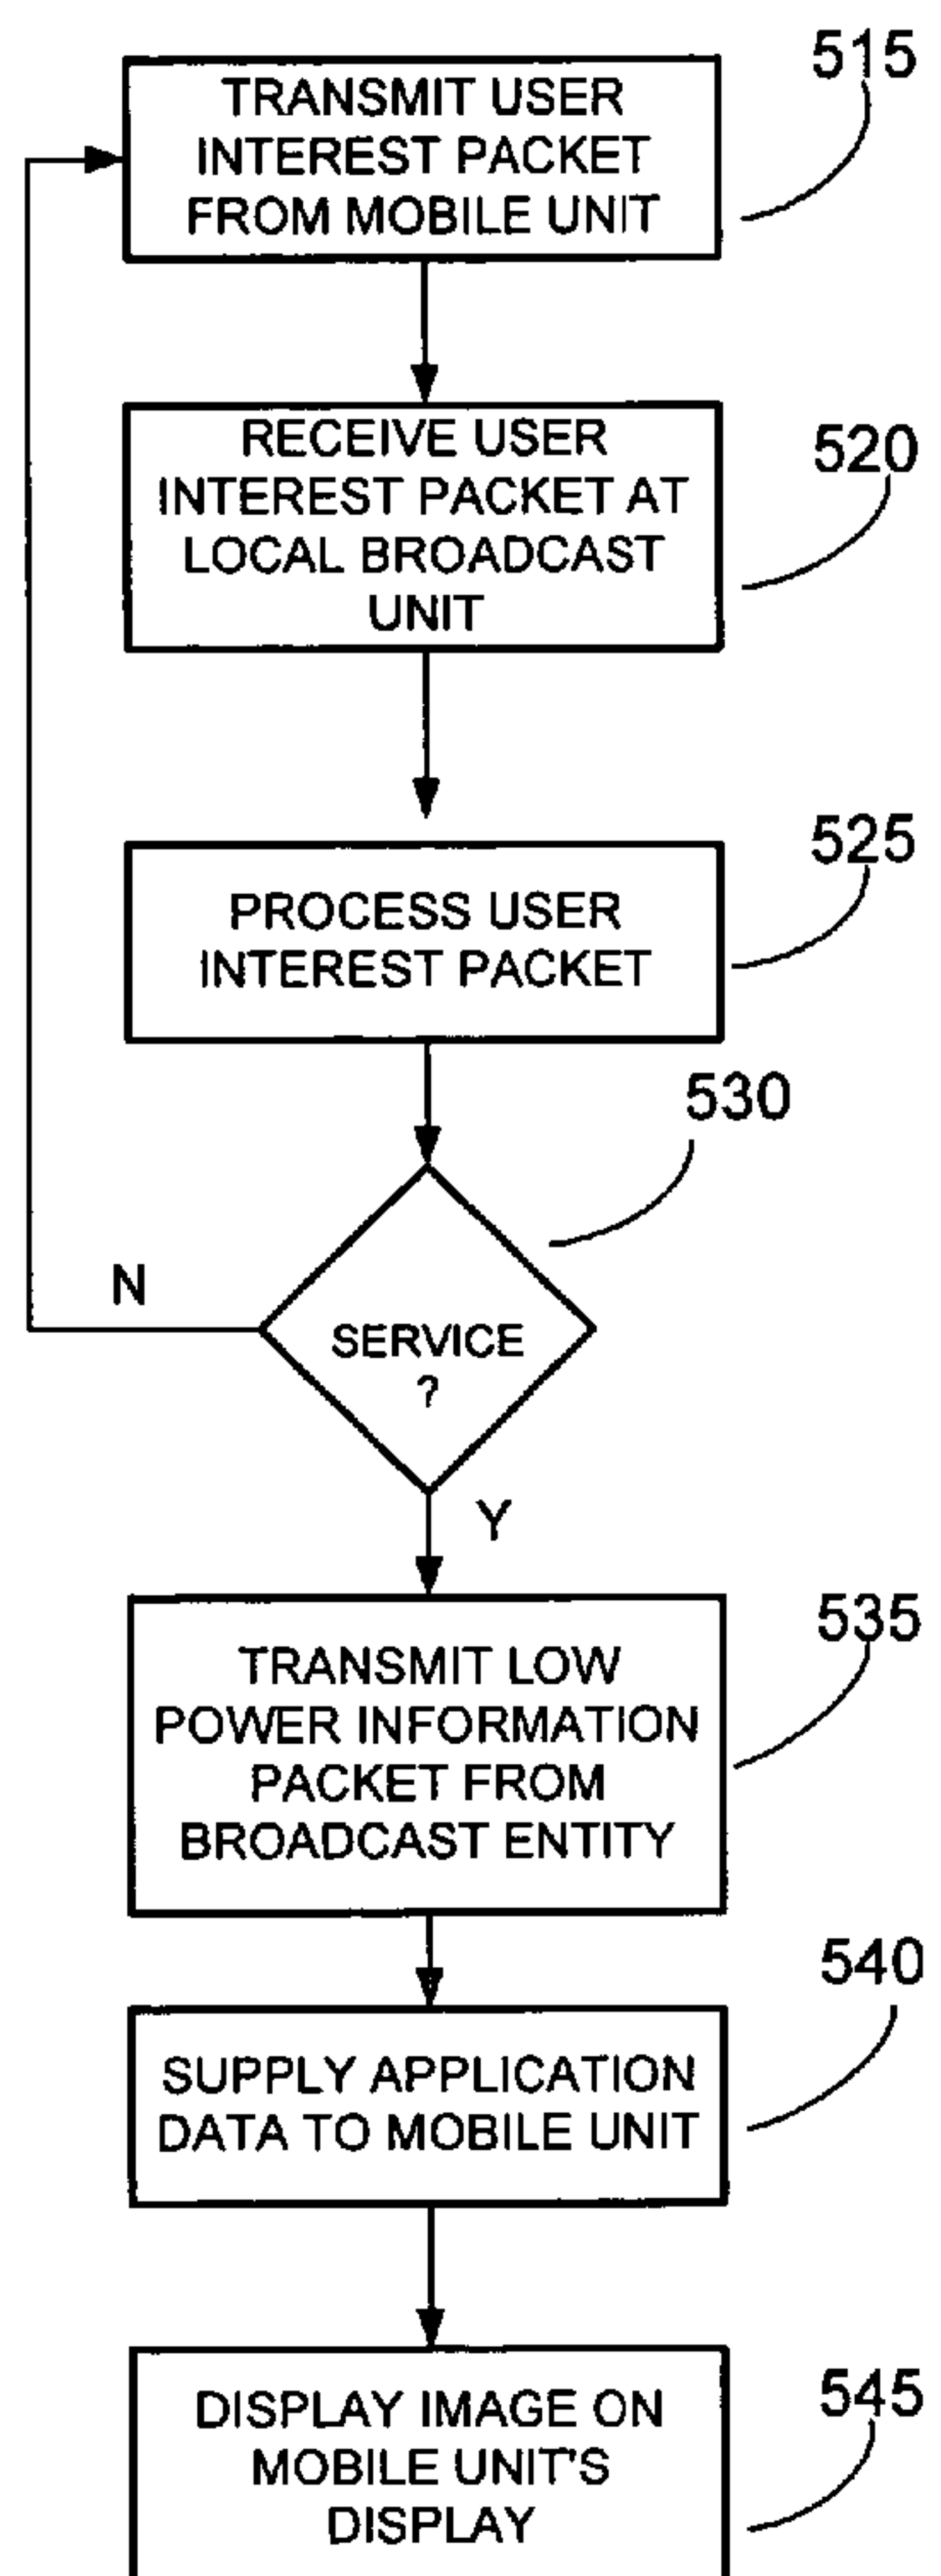 515
TRANSMIT USER
INTEREST PACKET
FROM MOBILE UNIT
520
RECEIVE USER
INTEREST PACKET AT
LOCAL BROADCAST
UNIT
525
PROCESS USER
INTEREST PACKET
530
N
SERVICE
?
Y
535
TRANSMIT LOW
POWER INFORMATION
PACKET FROM
BROADCAST ENTITY
540
SUPPLY APPLICATION
DATA TO MOBILE UNIT
545
DISPLAY IMAGE ON
MOBILE UNIT'S
DISPLAY